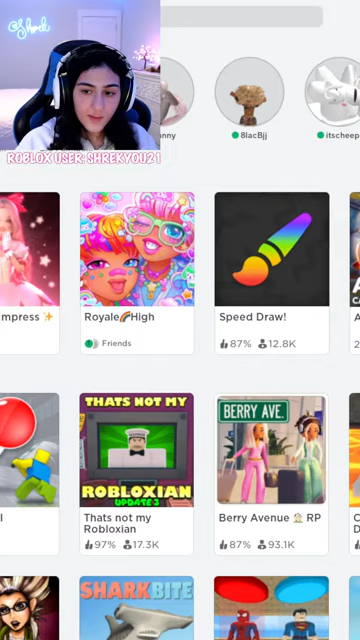 Shrek
ROBLOX USER: SHREKYOU21
nny
8lacBjj
itscheep
mpress ✨
Royale🌈High
Speed Draw!
Friends
87% 12.8K
2
THATS NOT MY
ROBLOXIAN
UPDATE 3
BERRY AVE.
Thats not my
Robloxian
Berry Avenue 🏠 RP
97% 17.3K
87% 93.1K
SHARKBITE